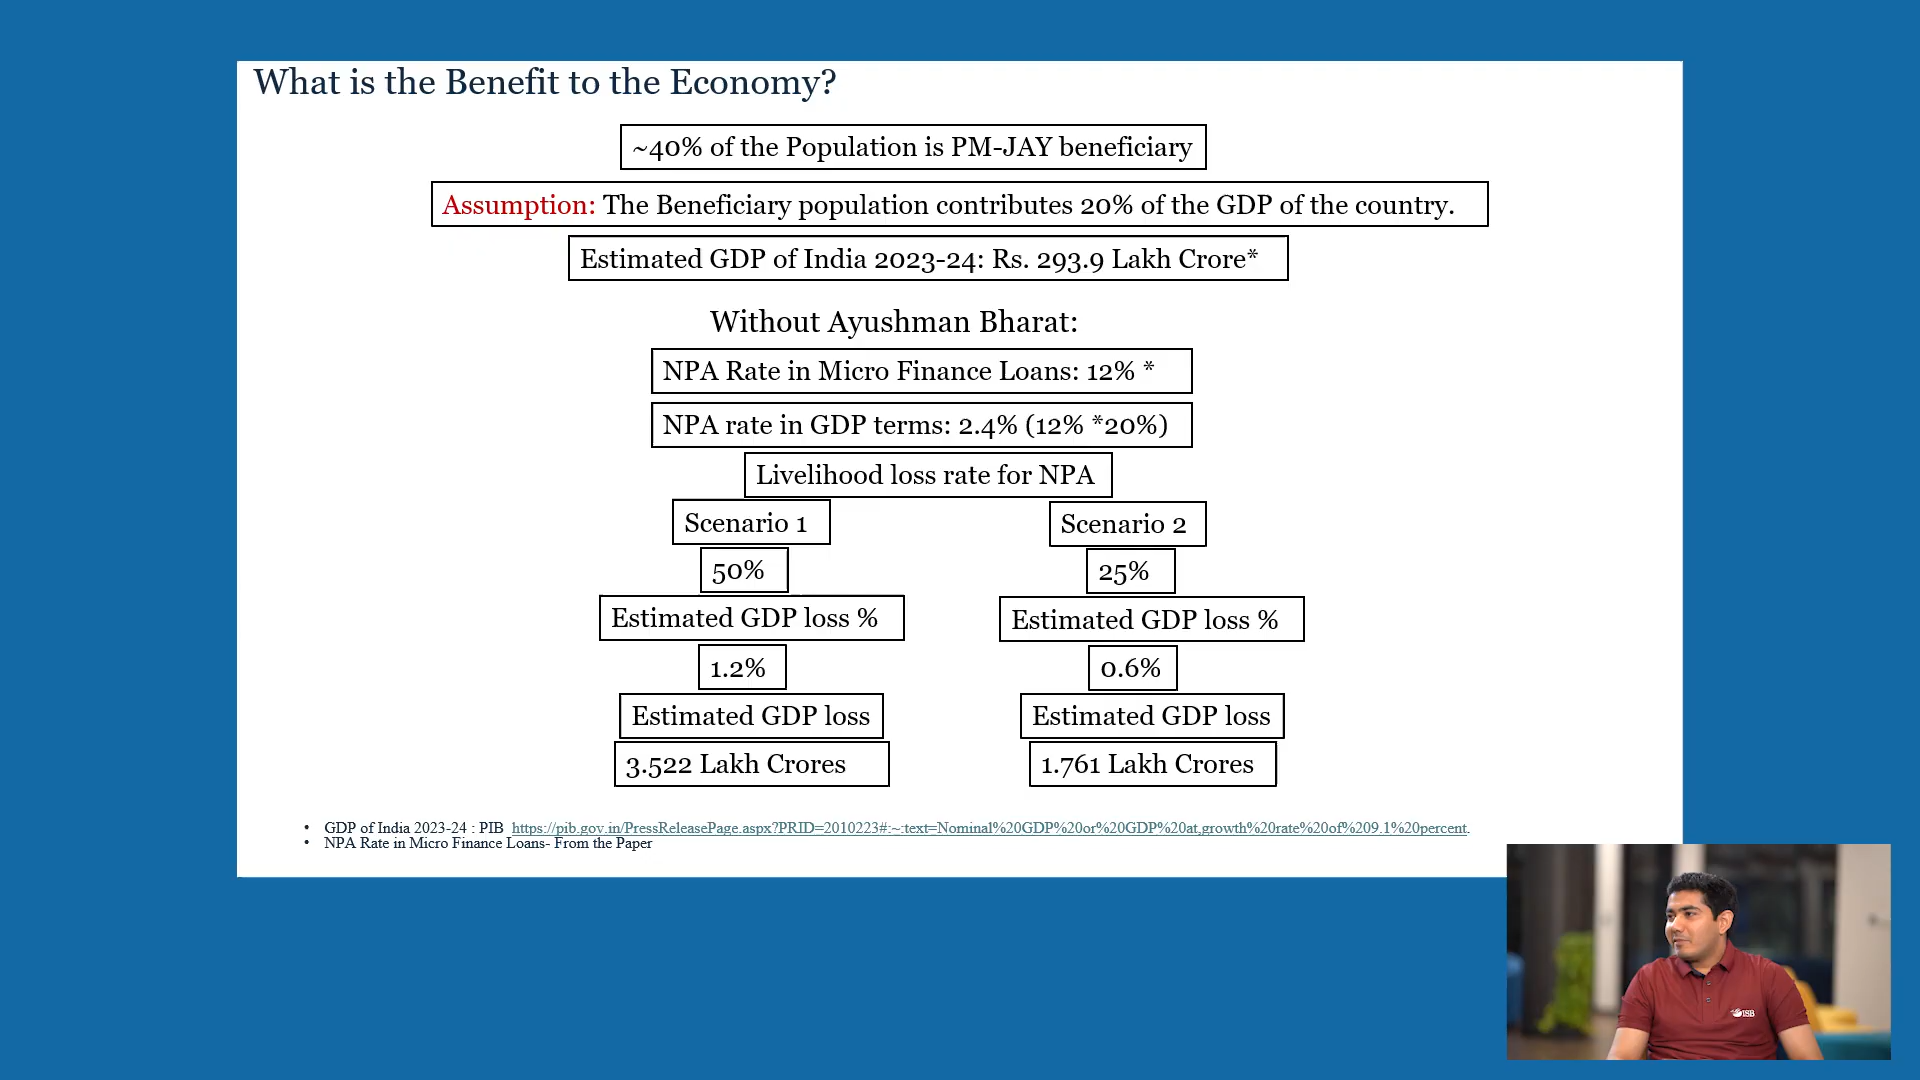 What is the Benefit to the Economy?
~40% of the Population is PM-JAY beneficiary
Assumption: The Beneficiary population contributes 20% of the GDP of the country.
Estimated GDP of India 2023-24: Rs. 293.9 Lakh Crore*
Without Ayushman Bharat:
NPA Rate in Micro Finance Loans: 12% *
NPA rate in GDP terms: 2.4% (12% *20%)
Livelihood loss rate for NPA
Scenario 1
Scenario 2
50%
25%
Estimated GDP loss %
Estimated GDP loss %
1.2%
0.6%
Estimated GDP loss
Estimated GDP loss
3.522 Lakh Crores
1.761 Lakh Crores
• GDP of India 2023-24 : PIB https://pib.gov.in/PressReleasePage.aspx?PRID=2010223#:~:text=Nominal%20GDP%20or%20GDP%20at,growth%20rate%20of%209.1%20percent.
• NPA Rate in Micro Finance Loans- From the Paper
ISB